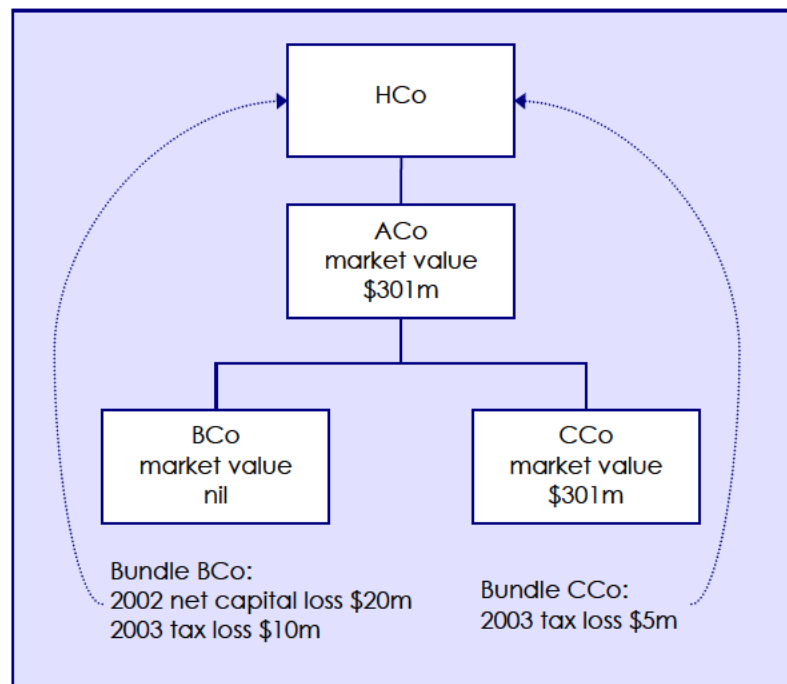 HCo
ACo
market value
$301m
BCo
market value
nil
CCo
market value
$301m
Bundle BCo:
2002 net capital loss $20m
2003 tax loss $10m
Bundle CCo:
2003 tax loss $5m